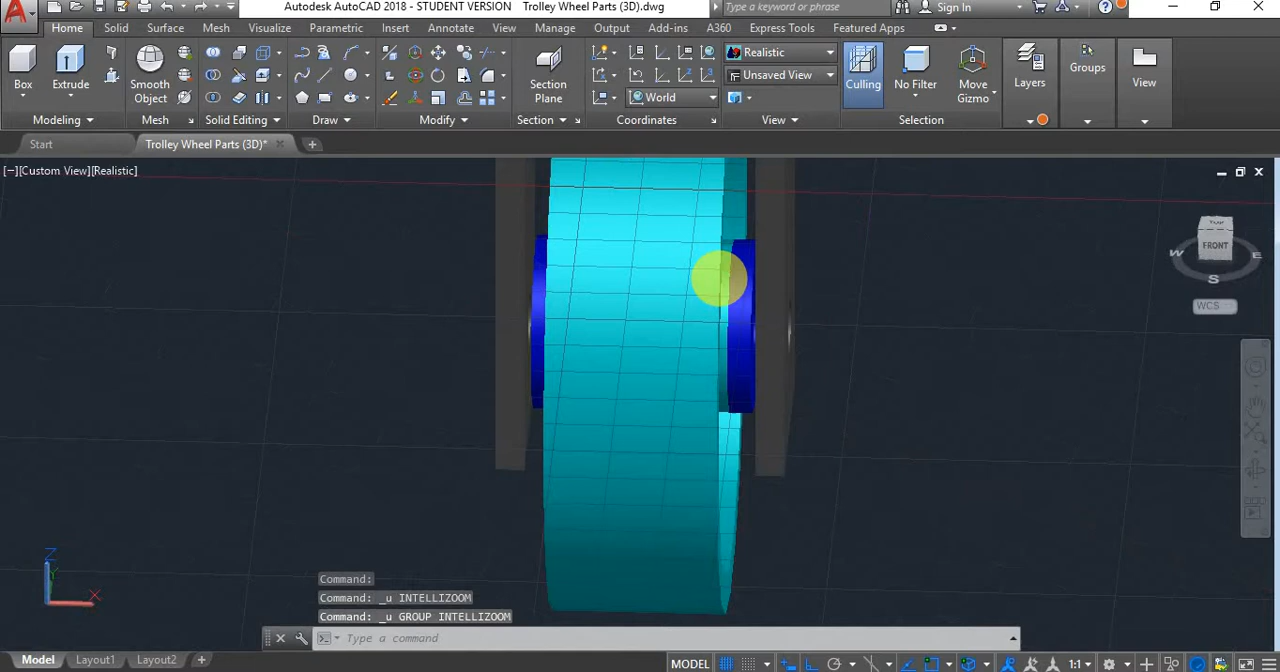 Autodesk AutoCAD 2018 - STUDENT VERSION    Trolley Wheel Parts (3D).dwg
Type a keyword or phrase
Sign In
Home
Solid
Surface
Mesh
Visualize
Parametric
Insert
Annotate
View
Manage
Output
Add-ins
A360
Express Tools
Featured Apps
Box
Extrude
Smooth
Object
Section
Plane
Realistic
Unsaved View
World
Culling
No Filter
Move
Gizmo
Layers
Groups
View
Modeling
Mesh
Solid Editing
Draw
Modify
Section
Coordinates
View
Selection
Start
Trolley Wheel Parts (3D)*
[−][Custom View][Realistic]
TOP
FRONT
W
E
S
WCS
Z
Y
X
Command:
Command: _u INTELLIZOOM
Command: _u GROUP INTELLIZOOM
Type a command
Model
Layout1
Layout2
MODEL
1:1